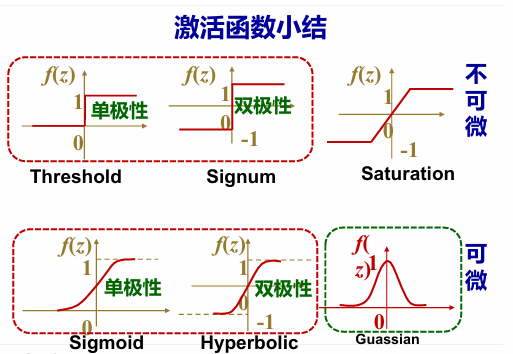 激活函数小结
f(z)
1
单极性
0
Threshold
f(z)
1
双极性
0
-1
Signum
f(z)
1
0
-1
Saturation
不
可
微
f(z)
1
单极性
0
Sigmoid
f(z)
1
双极性
0
-1
Hyperbolic
f(
z)
1
0
Guassian
可
微